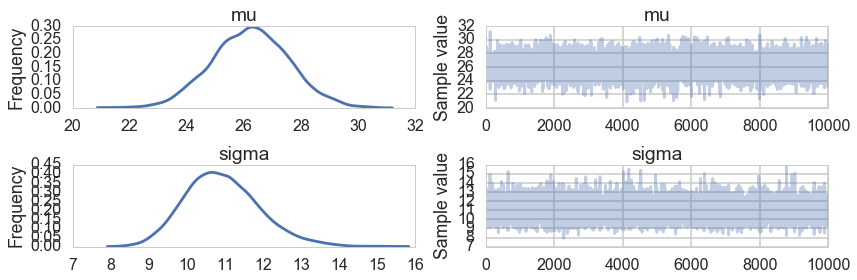 mu
0.30
0.25
0.20
0.15
0.10
0.05
0.00
Frequency
20 22 24 26 28 30 32
mu
32
30
28
26
24
22
20
Sample value
0 2000 4000 6000 8000 10000
sigma
0.45
0.40
0.35
0.30
0.25
0.20
0.15
0.10
0.05
0.00
Frequency
7 8 9 10 11 12 13 14 15 16
sigma
16
15
14
13
12
11
10
9
8
7
Sample value
0 2000 4000 6000 8000 10000